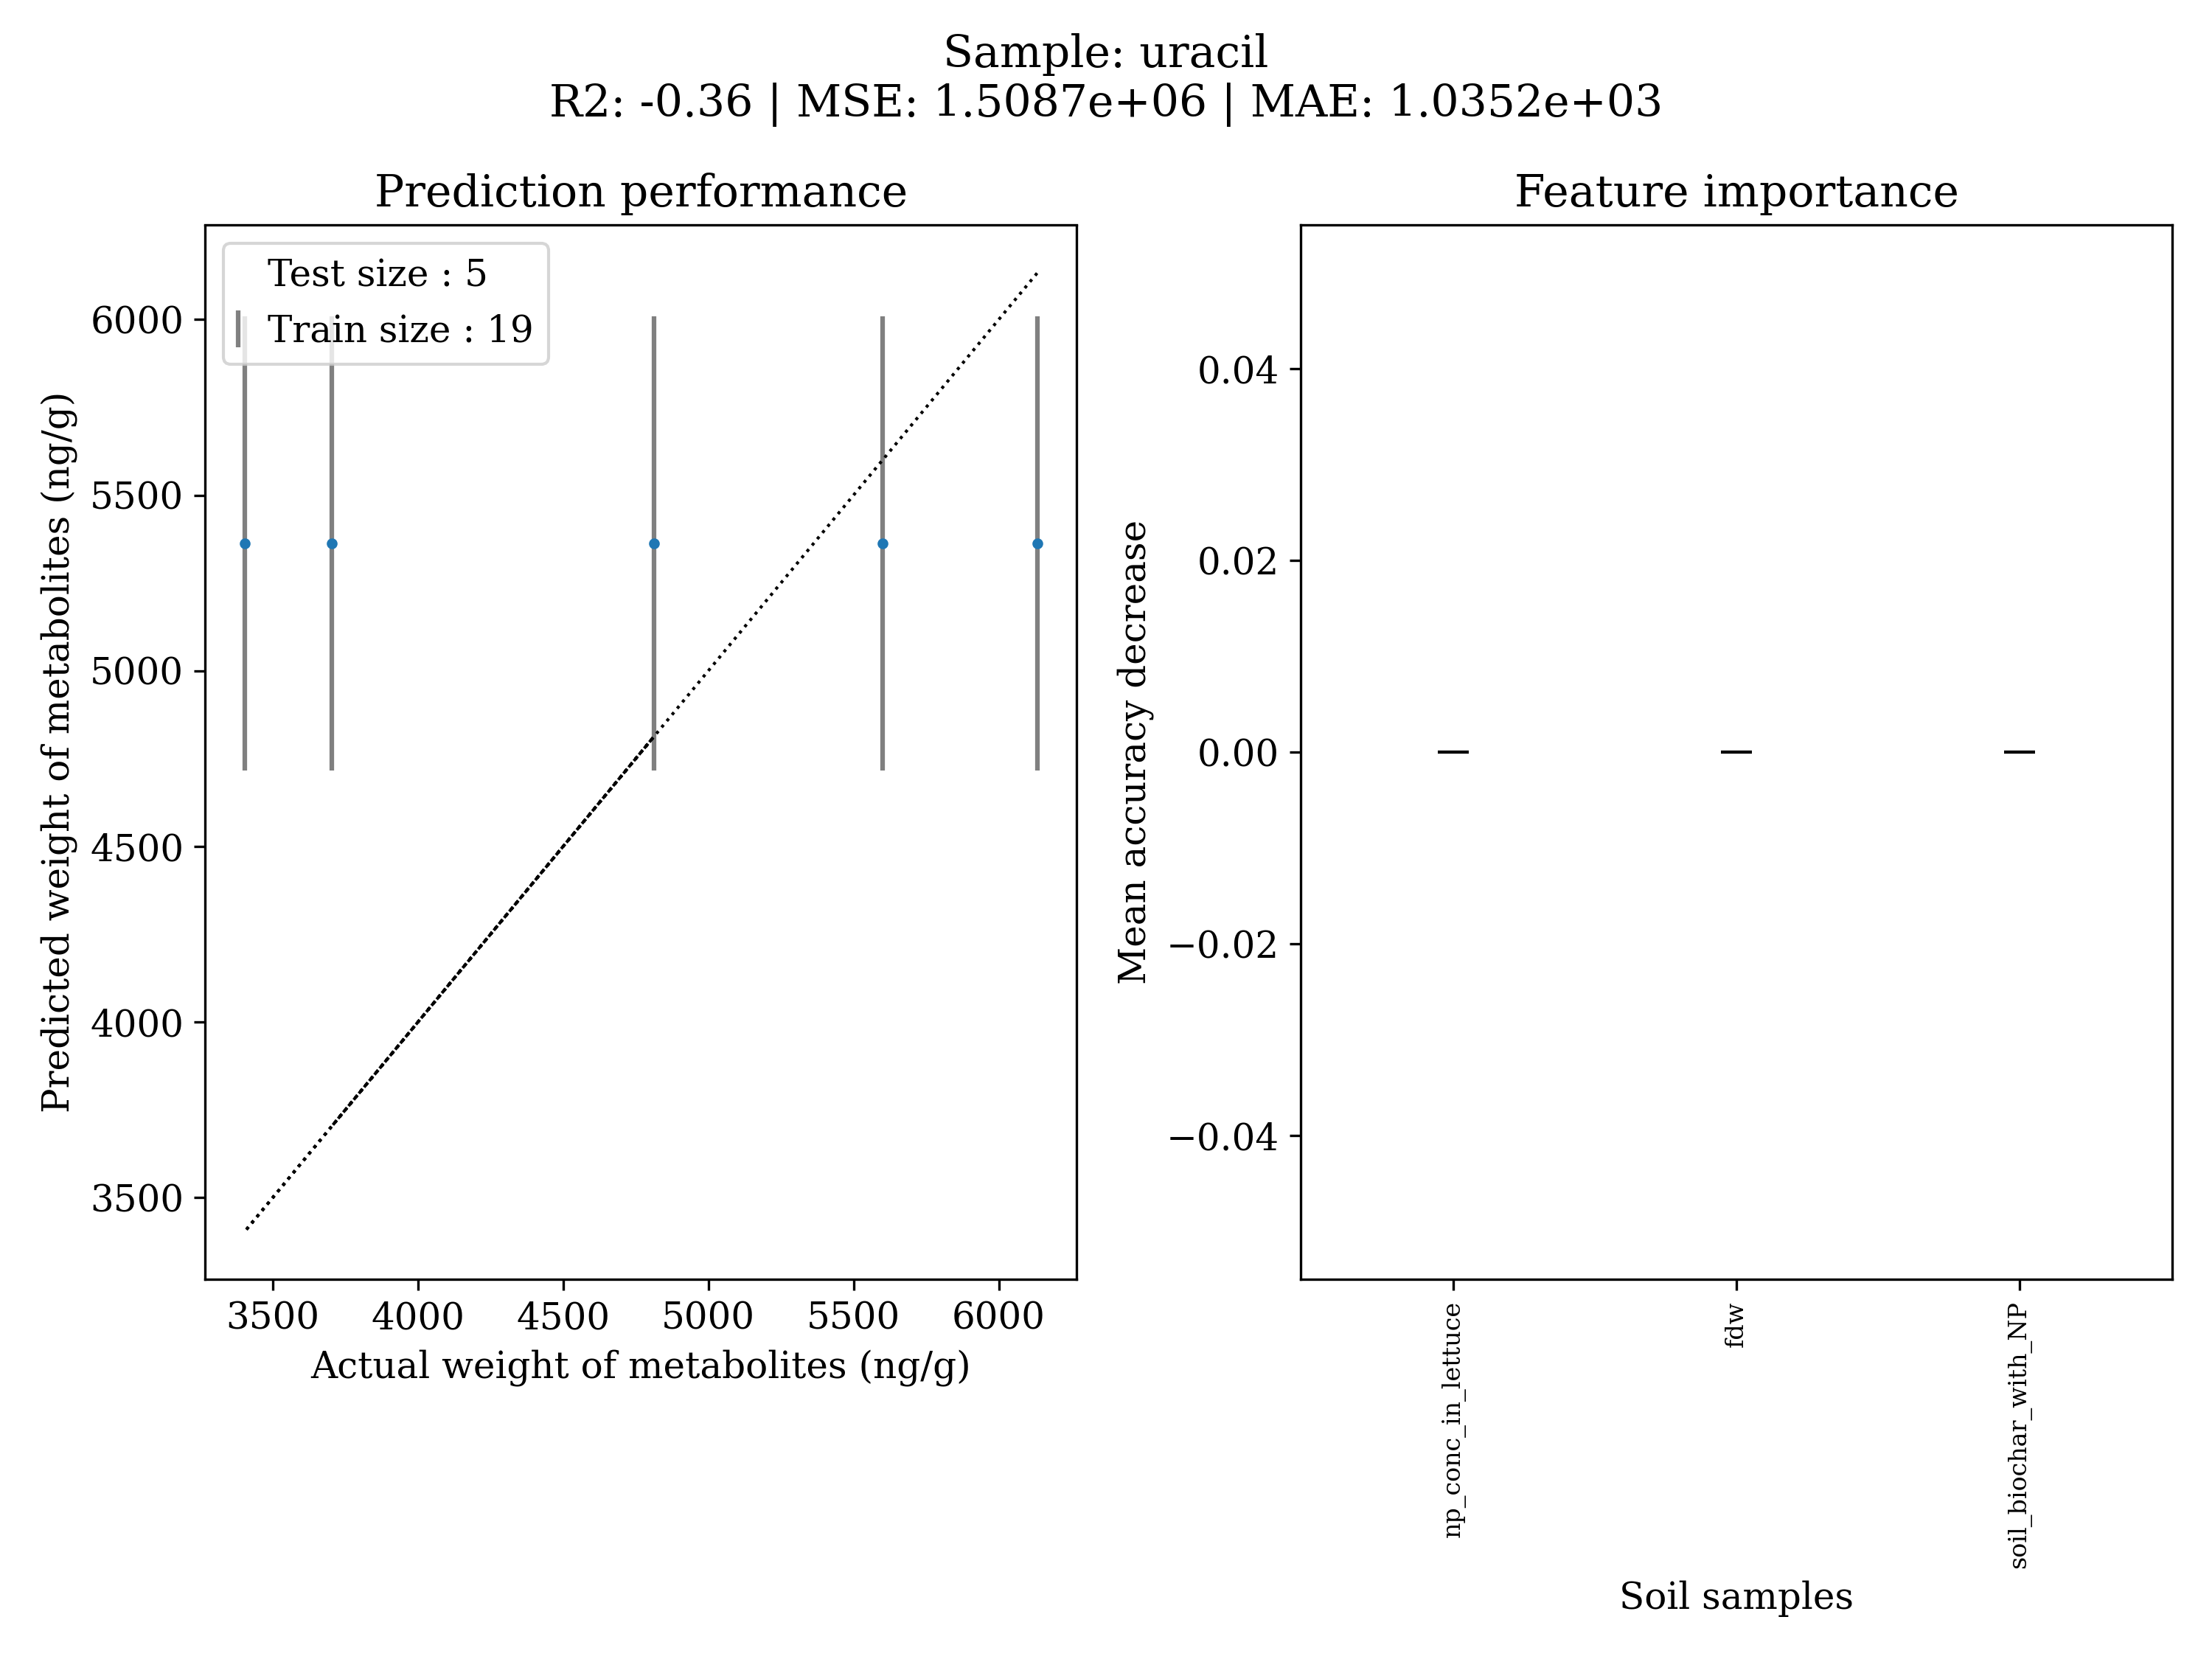 Sample: uracil
R2: -0.36 | MSE: 1.5087e+06 | MAE: 1.0352e+03
Prediction performance
Test size : 5
Train size : 19
6000
5500
5000
4500
4000
3500
Predicted weight of metabolites (ng/g)
3500 4000 4500 5000 5500 6000
Actual weight of metabolites (ng/g)
Feature importance
0.04
0.02
0.00
−0.02
−0.04
Mean accuracy decrease
np_conc_in_lettuce
fdw
soil_biochar_with_NP
Soil samples